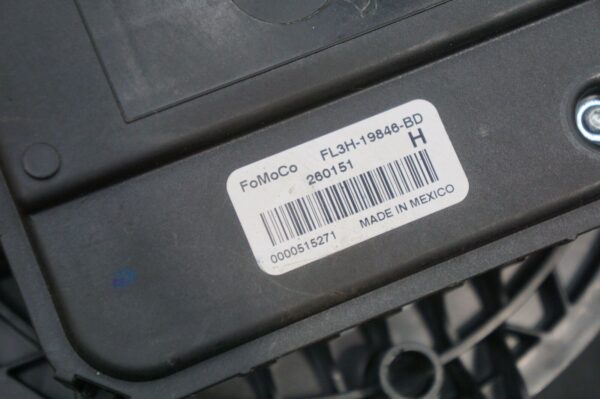 FoMoCo FL3H-19846-BD
260151 H
0000515271 MADE IN MEXICO